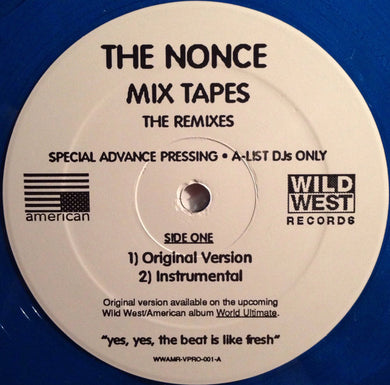 THE NONCE
MIX TAPES
THE REMIXES
SPECIAL ADVANCE PRESSING • A-LIST DJs ONLY
american
WILD
WEST
RECORDS
SIDE ONE
1) Original Version
2) Instrumental
Original version available on the upcoming
Wild West/American album World Ultimate.
"yes, yes, the beat is like fresh"
WWAMR-VPRO-001-A